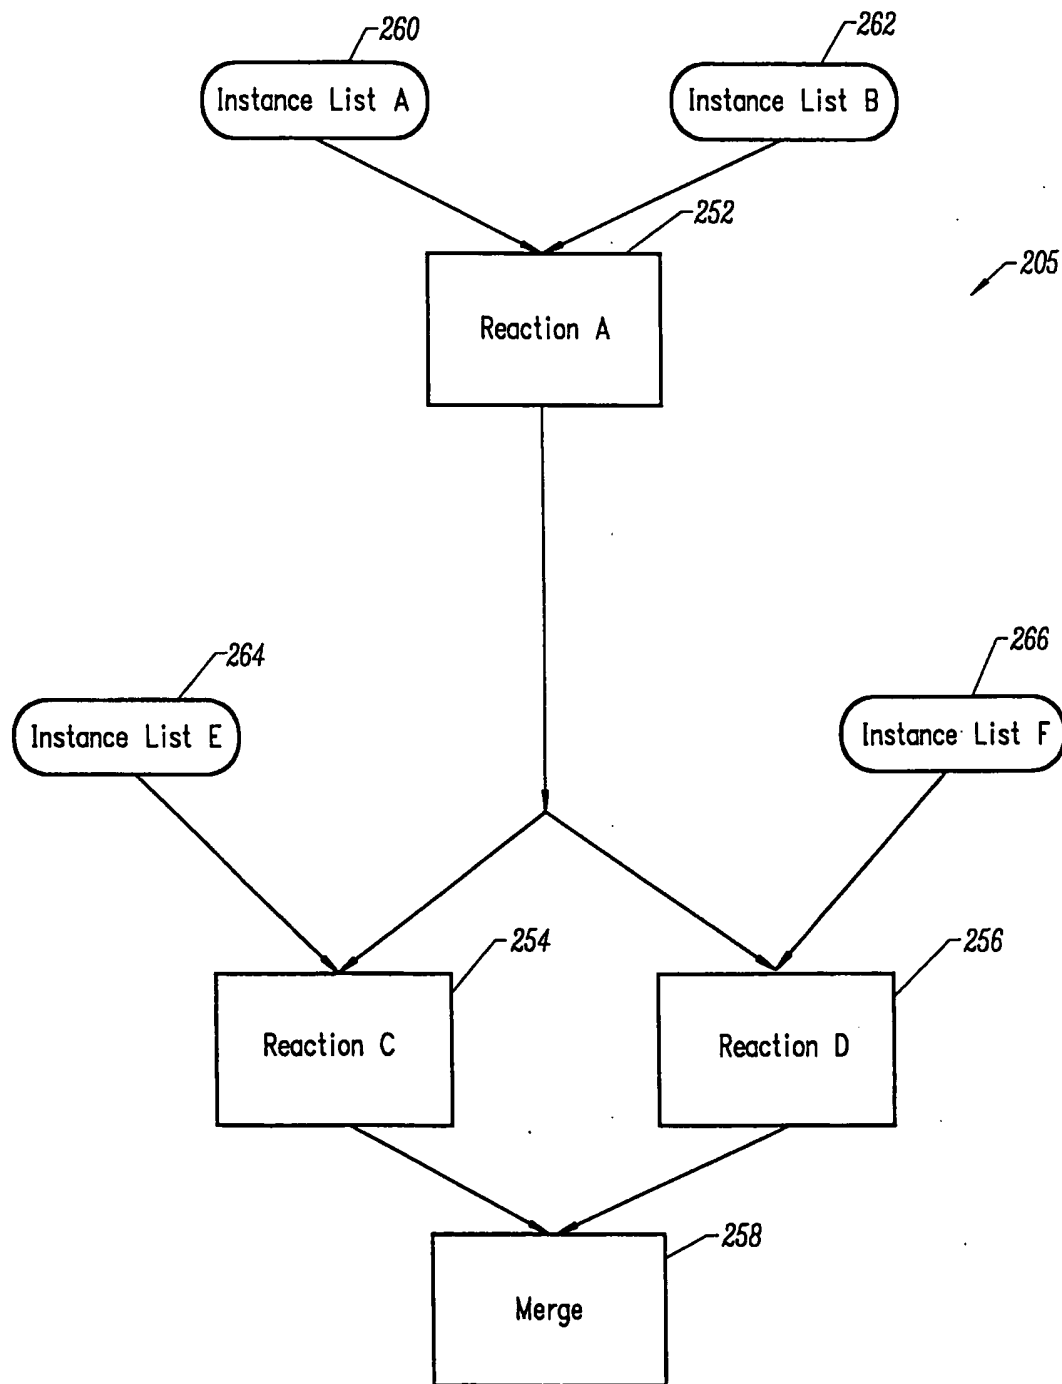 260
262
Instance List A
Instance List B
252
205
Reaction A
264
266
Instance List E
Instance List F
254
256
Reaction C
Reaction D
258
Merge